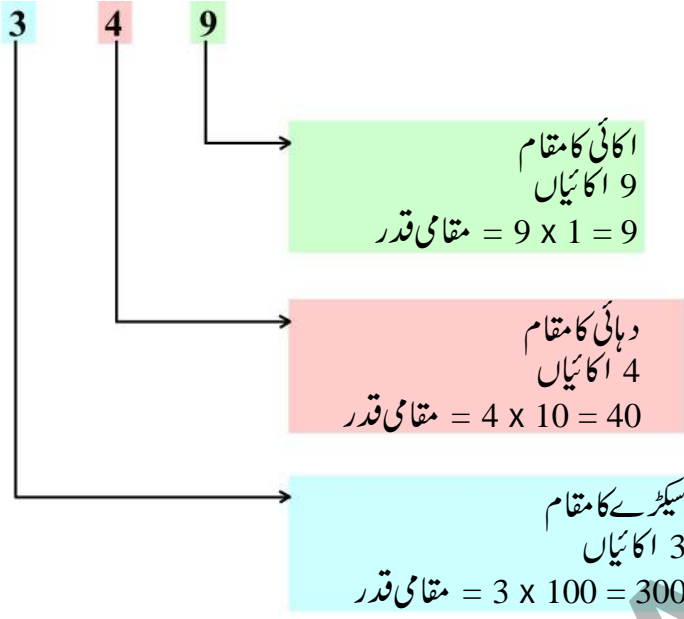 3 4 9
اکائی کا مقام
9 اکائیاں
مقامی قدر = 9 x 1 = 9
دہائی کا مقام
4 اکائیاں
مقامی قدر = 4 x 10 = 40
سیکڑے کا مقام
3 اکائیاں
مقامی قدر = 3 x 100 = 300